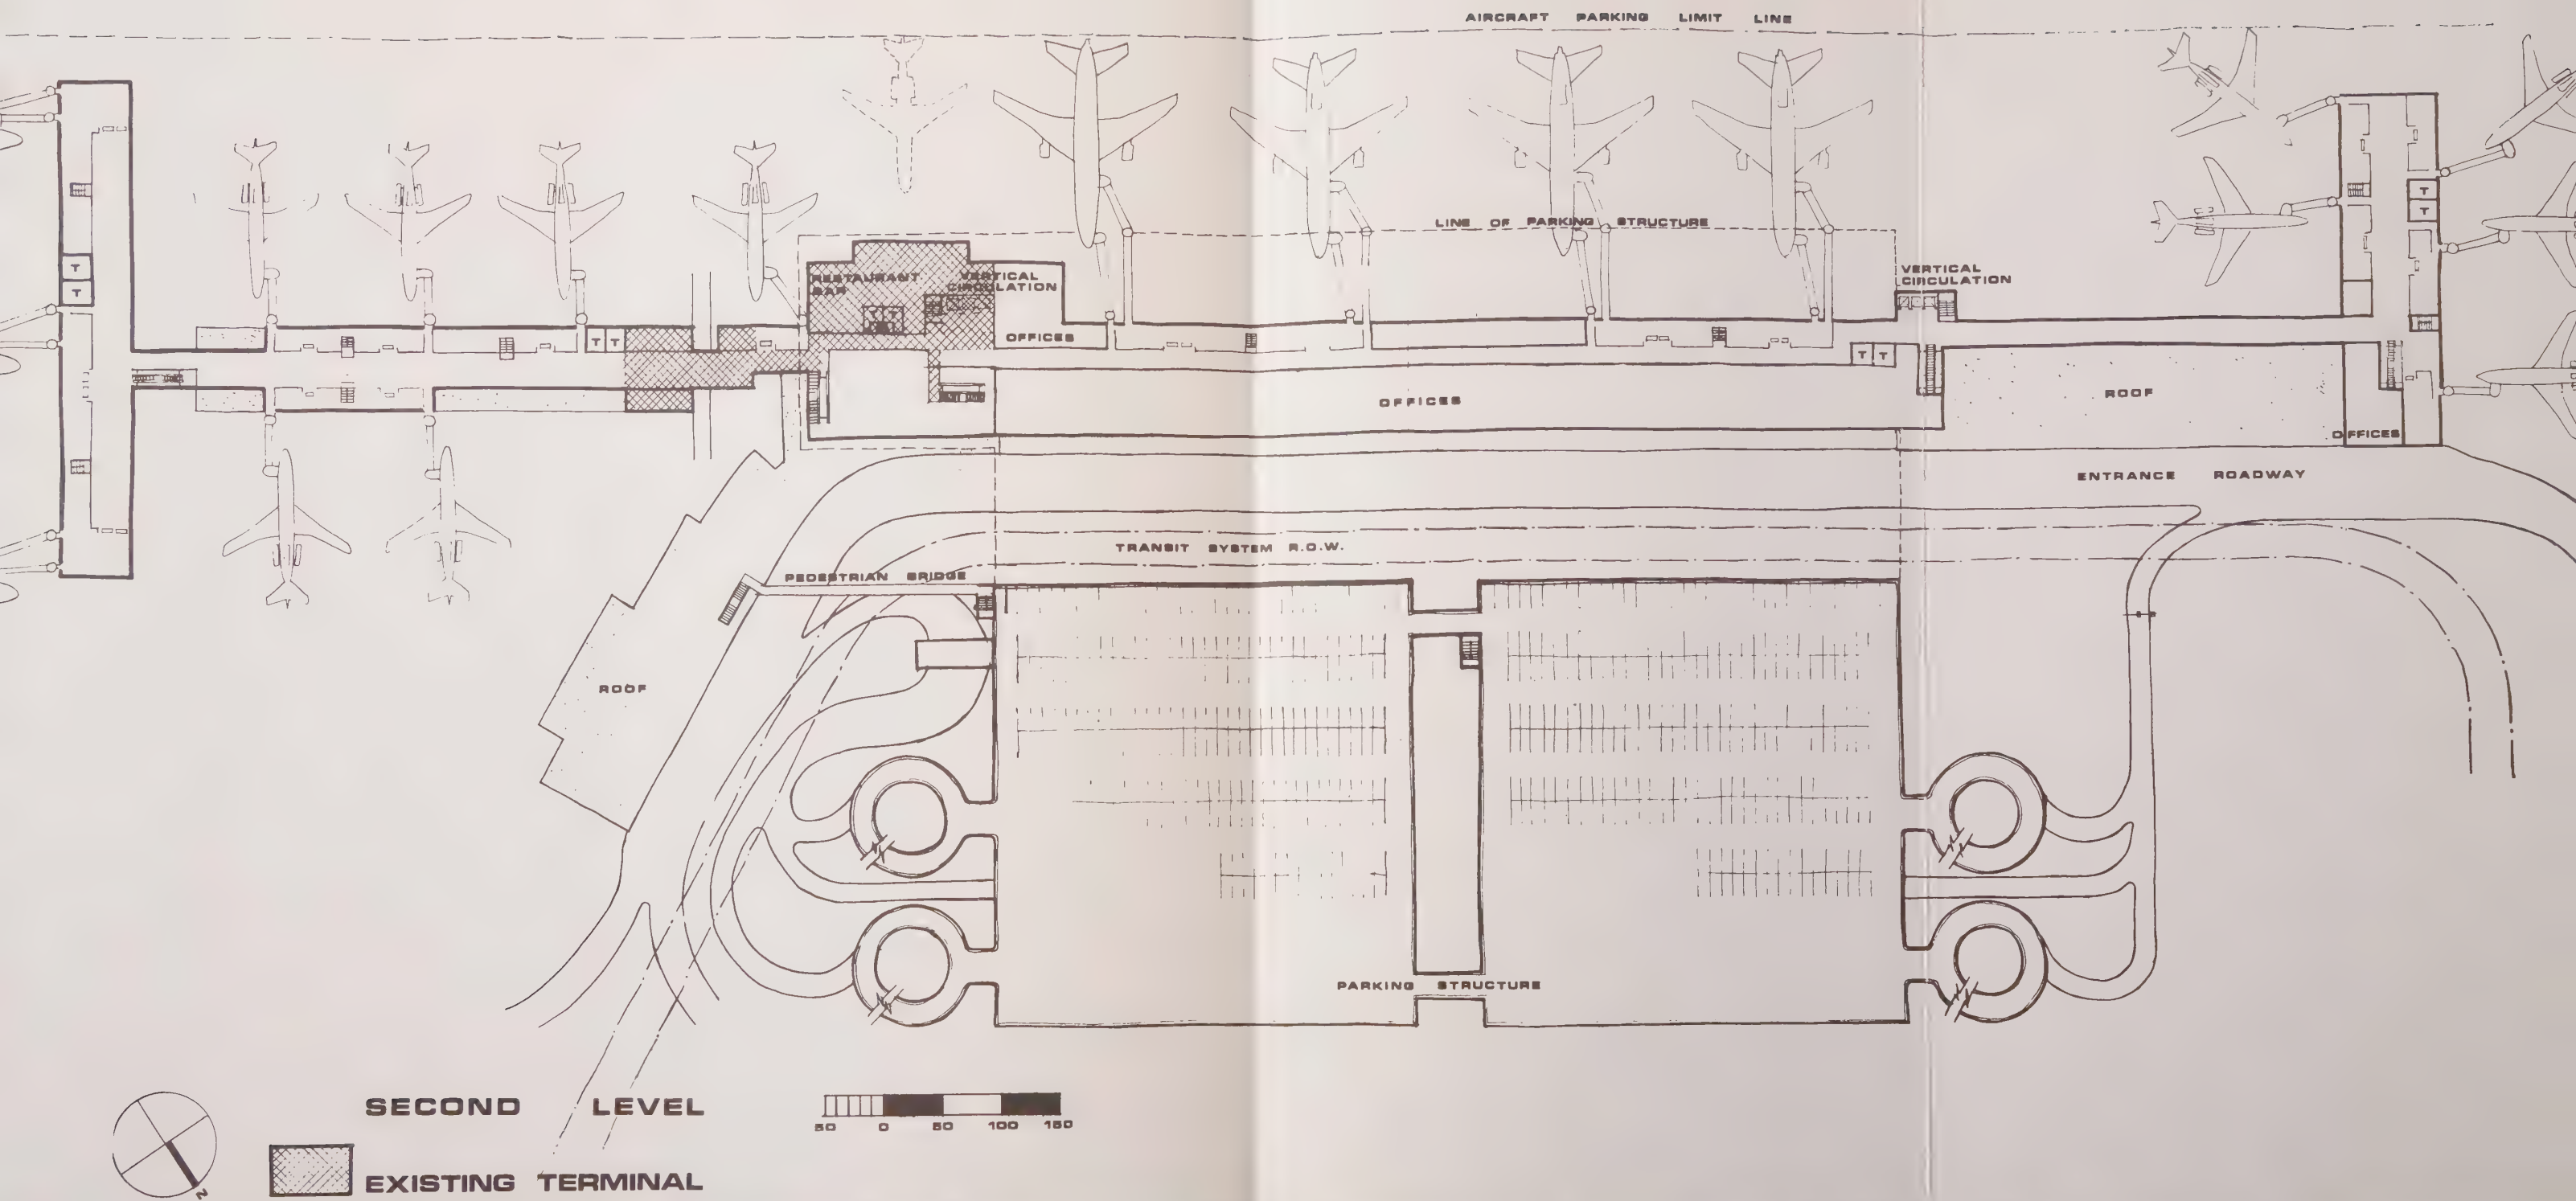 AIRCRAFT PARKING LIMIT LINE
LINE OF PARKING STRUCTURE
RESTAURANT
BAR
VERTICAL
CIRCULATION
VERTICAL
CIRCULATION
T
T
T
T
T
T
T
T
T
T
OFFICES
OFFICES
ROOF
OFFICES
ENTRANCE ROADWAY
TRANSIT SYSTEM R.O.W.
PEDESTRIAN BRIDGE
ROOF
PARKING STRUCTURE
SECOND LEVEL
50 0 50 100 150
N
EXISTING TERMINAL